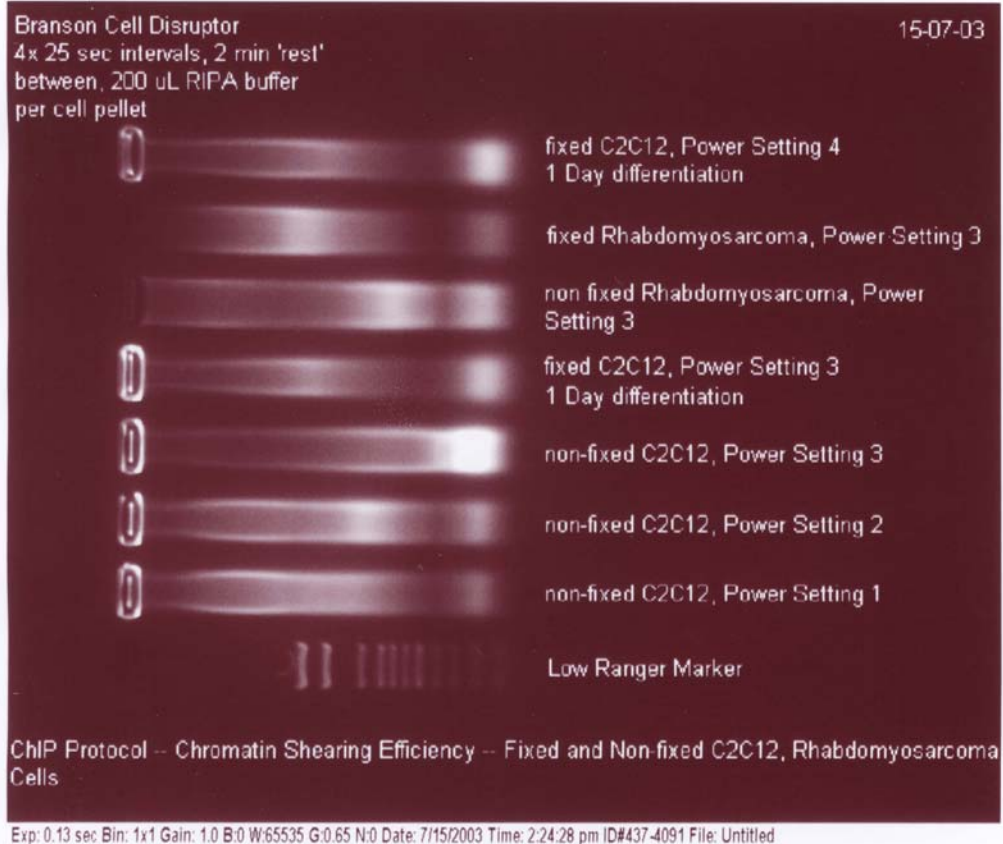 Branson Cell Disruptor
15-07-03
4x 25 sec intervals, 2 min 'rest'
between, 200 uL RIPA buffer
per cell pellet
fixed C2C12, Power Setting 4
1 Day differentiation
fixed Rhabdomyosarcoma, Power Setting 3
non fixed Rhabdomyosarcoma, Power
Setting 3
fixed C2C12, Power Setting 3
1 Day differentiation
non-fixed C2C12, Power Setting 3
non-fixed C2C12, Power Setting 2
non-fixed C2C12, Power Setting 1
Low Ranger Marker
ChIP Protocol -- Chromatin Shearing Efficiency -- Fixed and Non-fixed C2C12, Rhabdomyosarcoma
Cells
Exp: 0.13 sec Bin: 1x1 Gain: 1.0 B:0 W:65535 G:0.65 N:0 Date: 7/15/2003 Time: 2:24:28 pm ID#437-4091 File: Untitled